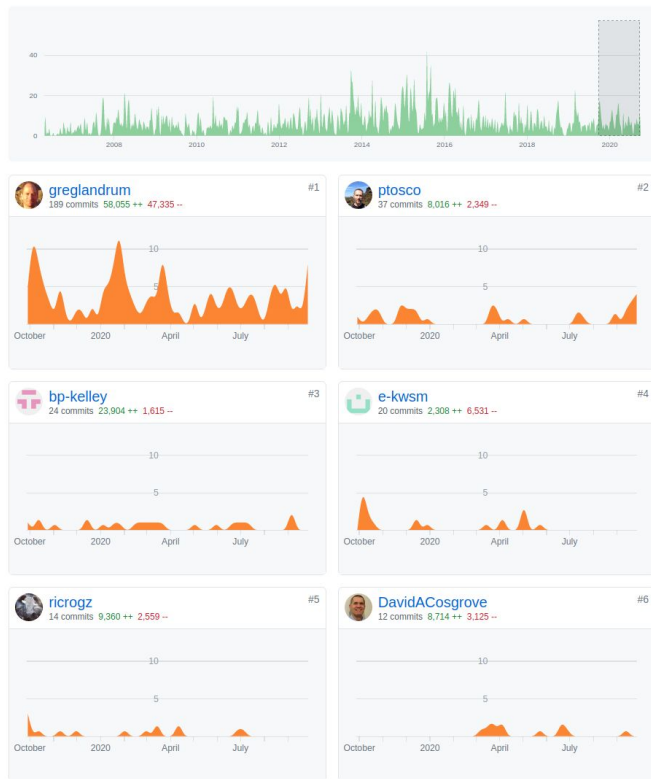 40
20
0
2008 2010 2012 2014 2016 2018 2020
greglandrum #1
189 commits 58,055 ++ 47,335 --
10
5
October 2020 April July
ptosco #2
37 commits 8,016 ++ 2,349 --
10
5
October 2020 April July
bp-kelley #3
24 commits 23,904 ++ 1,615 --
10
5
October 2020 April July
e-kwsm #4
20 commits 2,308 ++ 6,531 --
10
5
October 2020 April July
ricrogz #5
14 commits 9,360 ++ 2,559 --
10
5
October 2020 April July
DavidACosgrove #6
12 commits 8,714 ++ 3,125 --
10
5
October 2020 April July